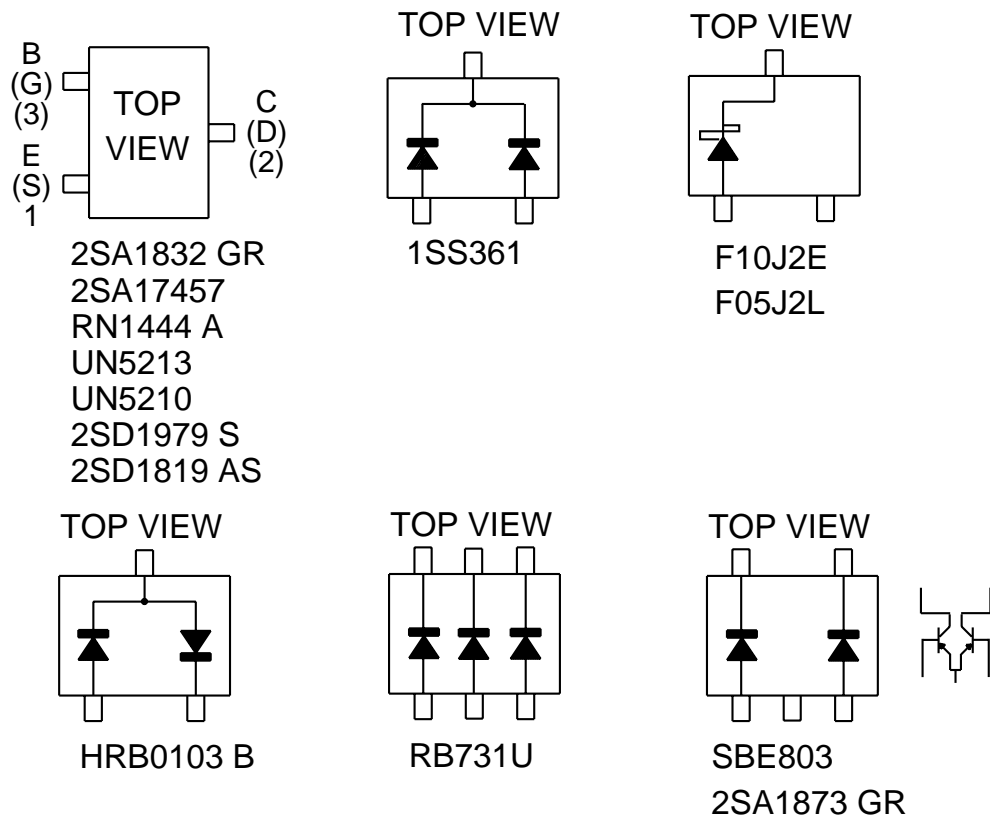 B
(G)
(3)
E
(S)
1
TOP
VIEW
C
(D)
(2)
2SA1832 GR
2SA17457
RN1444 A
UN5213
UN5210
2SD1979 S
2SD1819 AS
TOP VIEW
1SS361
TOP VIEW
F10J2E
F05J2L
TOP VIEW
HRB0103 B
TOP VIEW
RB731U
TOP VIEW
SBE803
2SA1873 GR